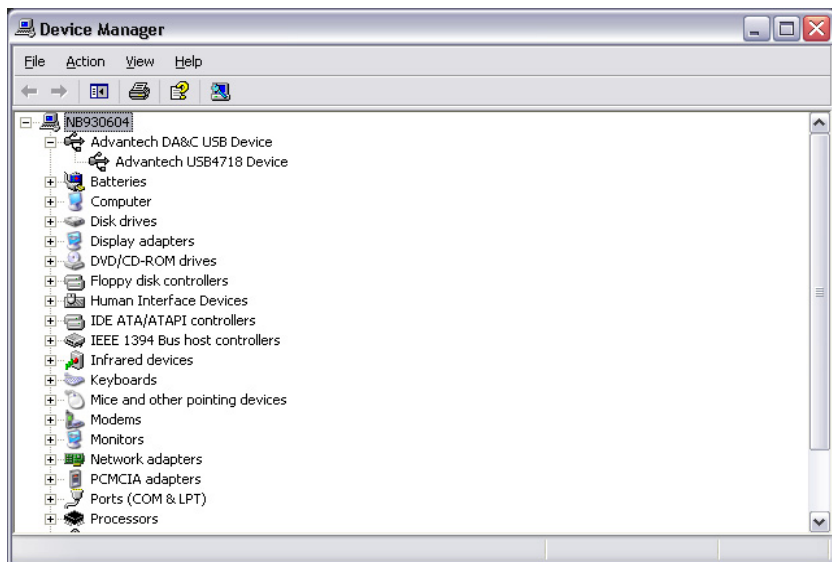 Device Manager
File Action View Help
NB930604
Advantech DA&C USB Device
Advantech USB4718 Device
Batteries
Computer
Disk drives
Display adapters
DVD/CD-ROM drives
Floppy disk controllers
Human Interface Devices
IDE ATA/ATAPI controllers
IEEE 1394 Bus host controllers
Infrared devices
Keyboards
Mice and other pointing devices
Modems
Monitors
Network adapters
PCMCIA adapters
Ports (COM & LPT)
Processors